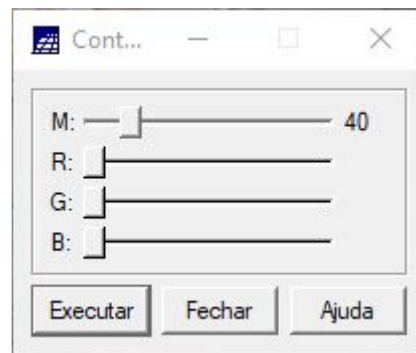 Cont...
M: 40
R:
G:
B:
Executar Fechar Ajuda